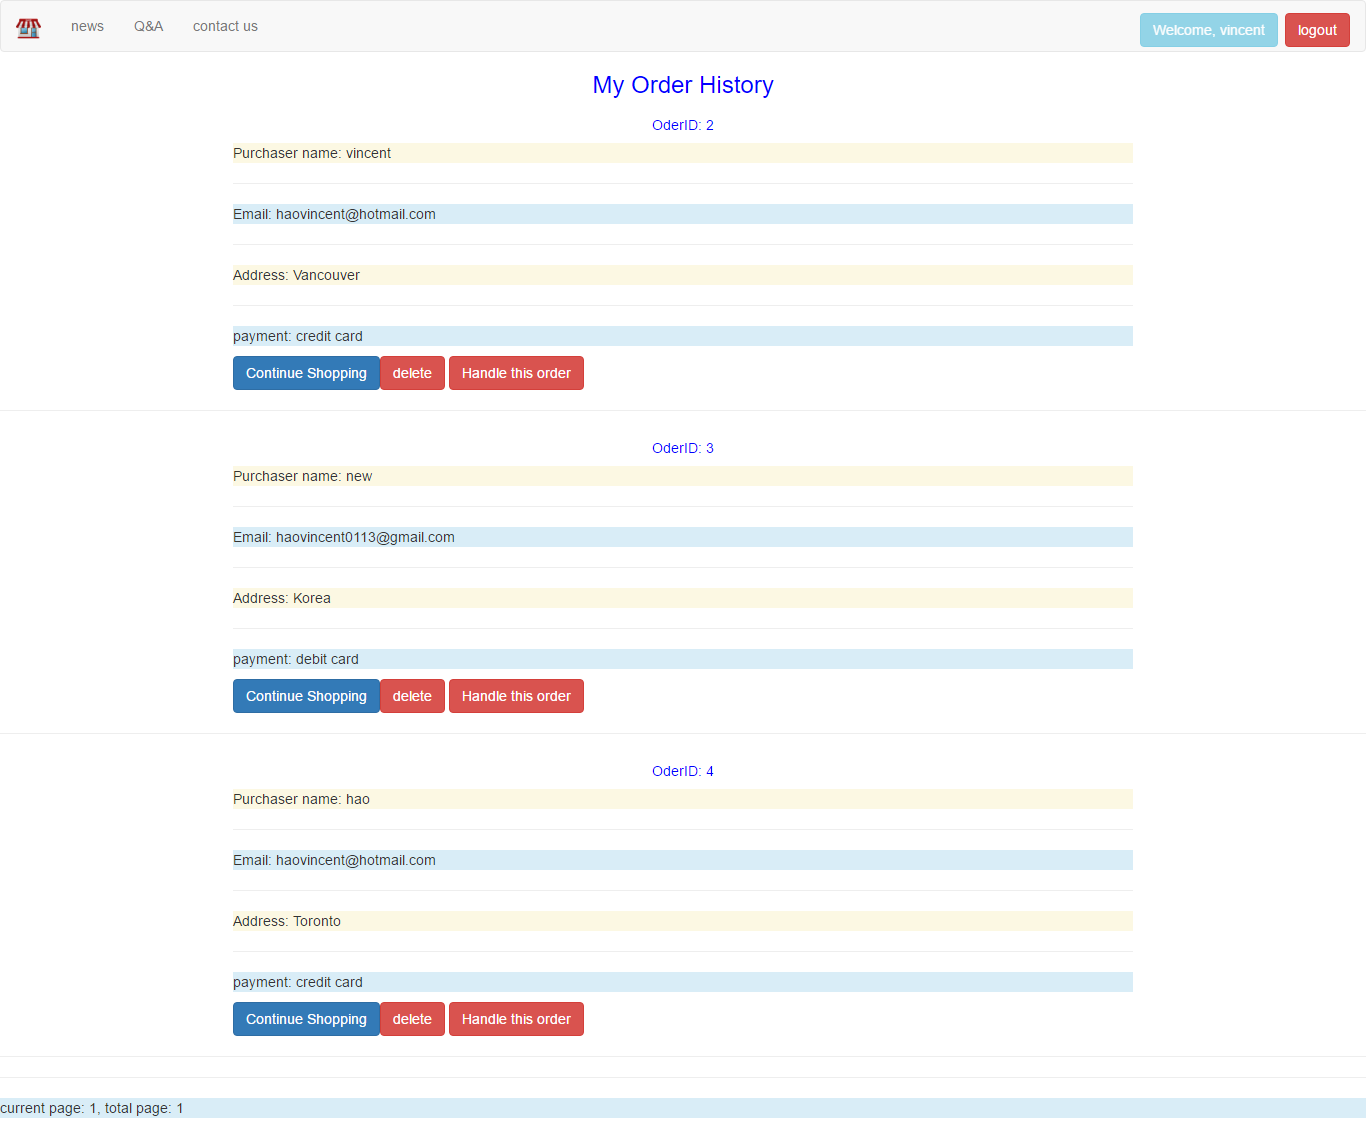 news Q&A contact us Welcome, vincent logout
My Order History
OderID: 2
Purchaser name: vincent
Email: haovincent@hotmail.com
Address: Vancouver
payment: credit card
Continue Shopping delete Handle this order
OderID: 3
Purchaser name: new
Email: haovincent0113@gmail.com
Address: Korea
payment: debit card
Continue Shopping delete Handle this order
OderID: 4
Purchaser name: hao
Email: haovincent@hotmail.com
Address: Toronto
payment: credit card
Continue Shopping delete Handle this order
current page: 1, total page: 1